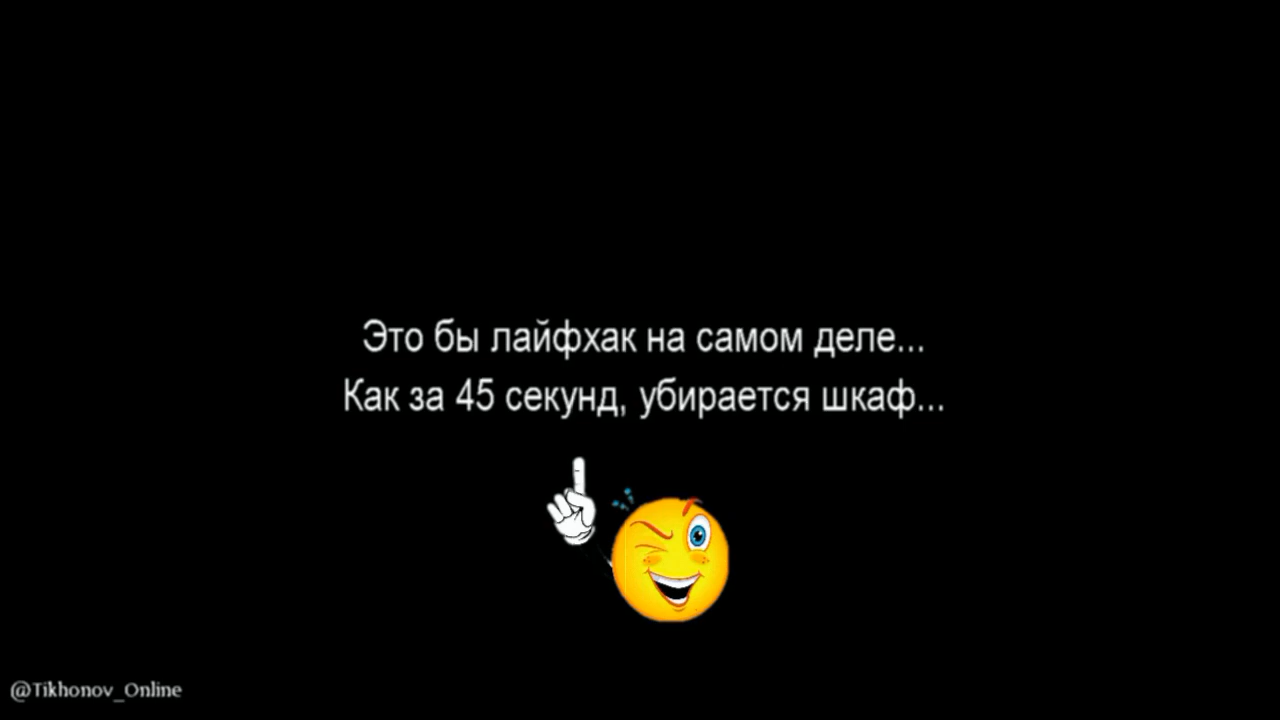 Это бы лайфхак на самом деле...
Как за 45 секунд, убирается шкаф...
@Tikhonov_Online